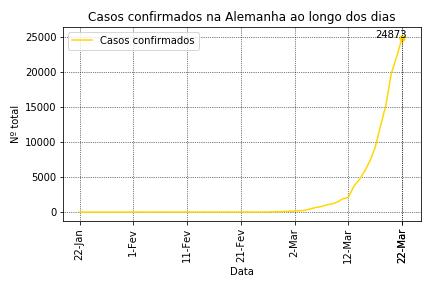 Casos confirmados na Alemanha ao longo dos dias
24873
Casos confirmados
25000
20000
15000
10000
5000
0
Nº total
22-Jan
1-Fev
11-Fev
21-Fev
2-Mar
12-Mar
22-Mar
Data